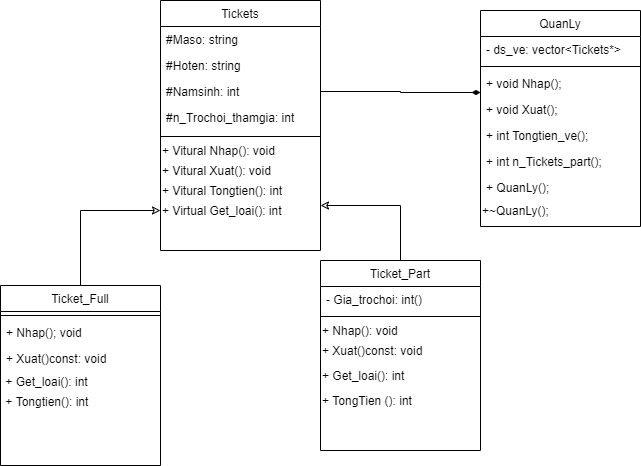 Tickets
#Maso: string
#Hoten: string
#Namsinh: int
#n_Trochoi_thamgia: int
+ Vitural Nhap(): void
+ Vitural Xuat(): void
+ Vitural Tongtien(): int
+ Virtual Get_loai(): int
QuanLy
- ds_ve: vector<Tickets*>
+ void Nhap();
+ void Xuat();
+ int Tongtien_ve();
+ int n_Tickets_part();
+ QuanLy();
+~QuanLy();
Ticket_Full
+ Nhap(); void
+ Xuat()const: void
+ Get_loai(): int
+ Tongtien(): int
Ticket_Part
- Gia_trochoi: int()
+ Nhap(): void
+ Xuat()const: void
+ Get_loai(): int
+ TongTien (): int